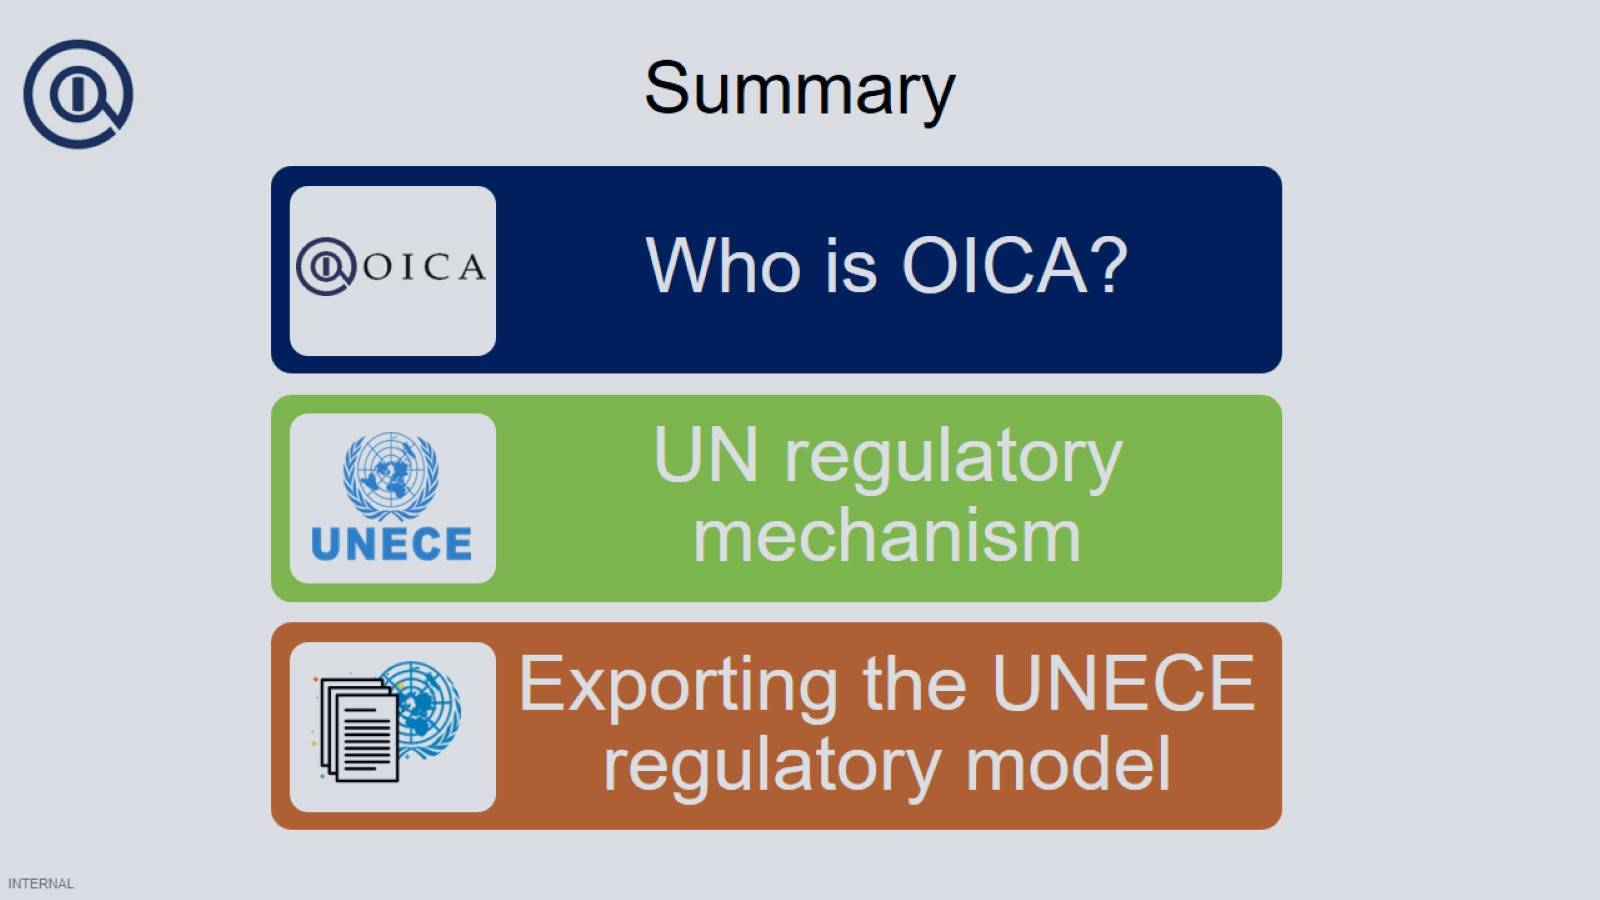 Summary
OICA
Who is OICA?
UNECE
UN regulatory
mechanism
Exporting the UNECE
regulatory model
INTERNAL